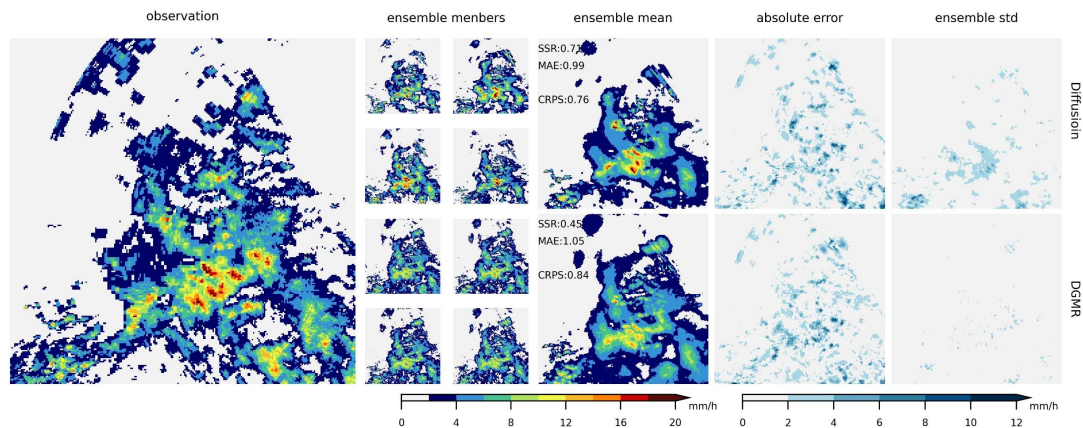 observation
ensemble menbers
ensemble mean
absolute error
ensemble std
SSR:0.71
MAE:0.99
CRPS:0.76
Diffusioin
SSR:0.45
MAE:1.05
CRPS:0.84
DGMR
0 4 8 12 16 20 mm/h
0 2 4 6 8 10 12 mm/h